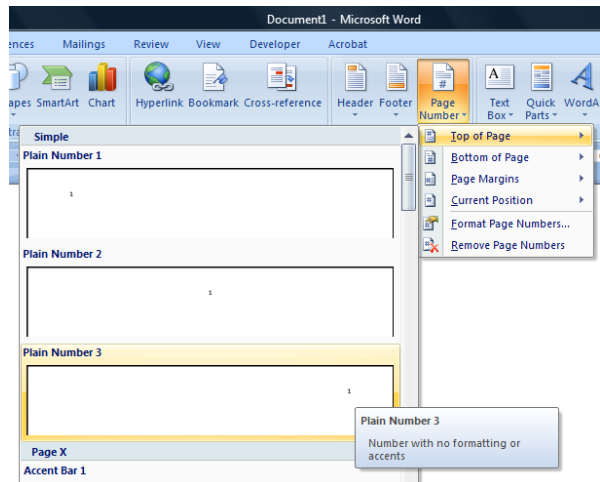 Document1 - Microsoft Word
ences Mailings Review View Developer Acrobat
apes SmartArt Chart Hyperlink Bookmark Cross-reference Header Footer Page Number Text Box Quick Parts WordA
tra
Simple
Plain Number 1
1
Plain Number 2
1
Plain Number 3
1
Page X
Accent Bar 1
Top of Page
Bottom of Page
Page Margins
Current Position
Format Page Numbers...
Remove Page Numbers
Plain Number 3
Number with no formatting or
accents